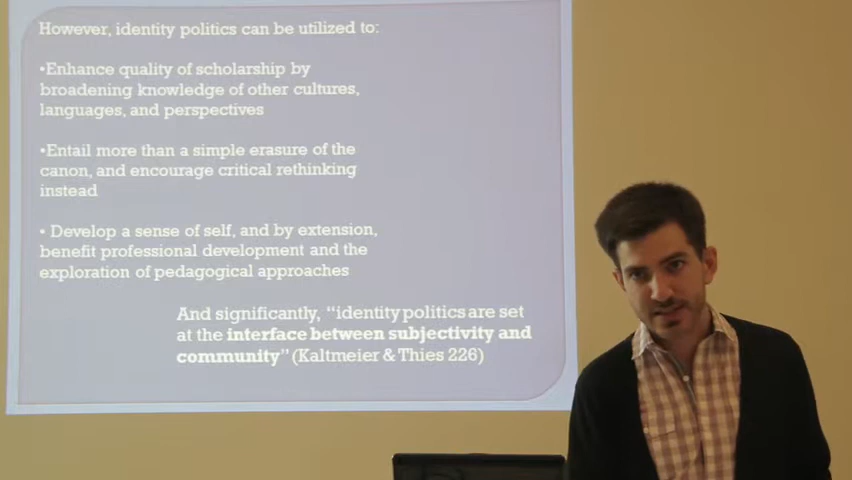 However, identity politics can be utilized to:
•Enhance quality of scholarship by
broadening knowledge of other cultures,
languages, and perspectives
•Entail more than a simple erasure of the
canon, and encourage critical rethinking
instead
• Develop a sense of self, and by extension,
benefit professional development and the
exploration of pedagogical approaches
And significantly, "identity politics are set
at the interface between subjectivity and
community" (Kaltmeier & Thies 226)